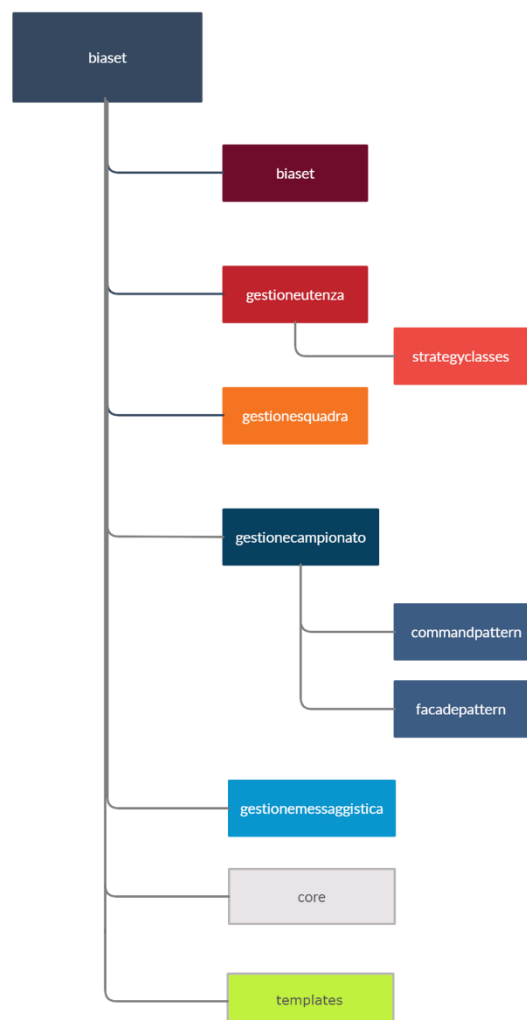 biaset
biaset
gestioneutenza
strategyclasses
gestionesquadra
gestionecampionato
commandpattern
facadepattern
gestionemessaggistica
core
templates